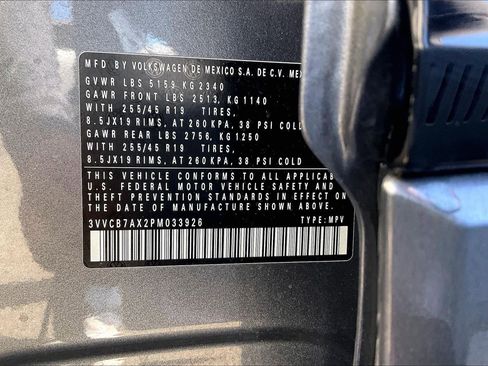 MFD BY VOLKSWAGEN DE MEXICO S.A. DE C.V. MEX
GVWR LBS 5159 KG 2340
GAWR FRONT LBS 2513, KG 1140
WITH 255/45 R19 TIRES,
8.5JX19 RIMS, AT 260 KPA, 38 PSI COLD
GAWR REAR LBS 2756, KG 1250
WITH 255/45 R19 TIRES,
8.5JX19 RIMS, AT 260 KPA, 38 PSI COLD
THIS VEHICLE CONFORMS TO ALL APPLICAB
U.S. FEDERAL MOTOR VEHICLE SAFETY AND
THEFT PREVENTION STANDARDS IN EFFECT
DATE OF MANUFACTURE SHOWN ABOVE.
3VVCB7AX2PM033926 TYPE: MPV